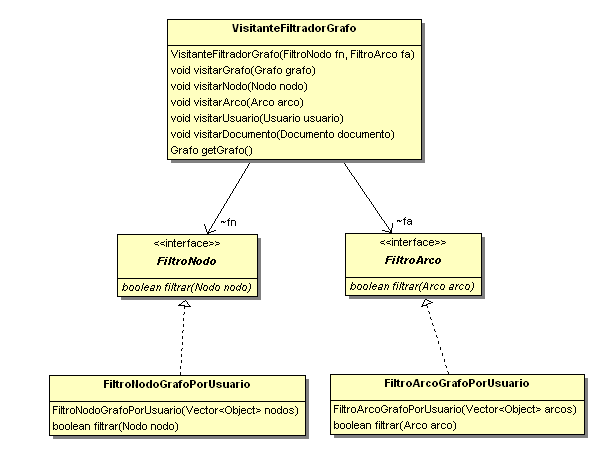 VisitanteFiltradorGrafo
VisitanteFiltradorGrafo(FiltroNodo fn, FiltroArco fa)
void visitarGrafo(Grafo grafo)
void visitarNodo(Nodo nodo)
void visitarArco(Arco arco)
void visitarUsuario(Usuario usuario)
void visitarDocumento(Documento documento)
Grafo getGrafo()
~fn
~fa
<<interface>>
FiltroNodo
boolean filtrar(Nodo nodo)
<<interface>>
FiltroArco
boolean filtrar(Arco arco)
FiltroNodoGrafoPorUsuario
FiltroNodoGrafoPorUsuario(Vector<Object> nodos)
boolean filtrar(Nodo nodo)
FiltroArcoGrafoPorUsuario
FiltroArcoGrafoPorUsuario(Vector<Object> arcos)
boolean filtrar(Arco arco)